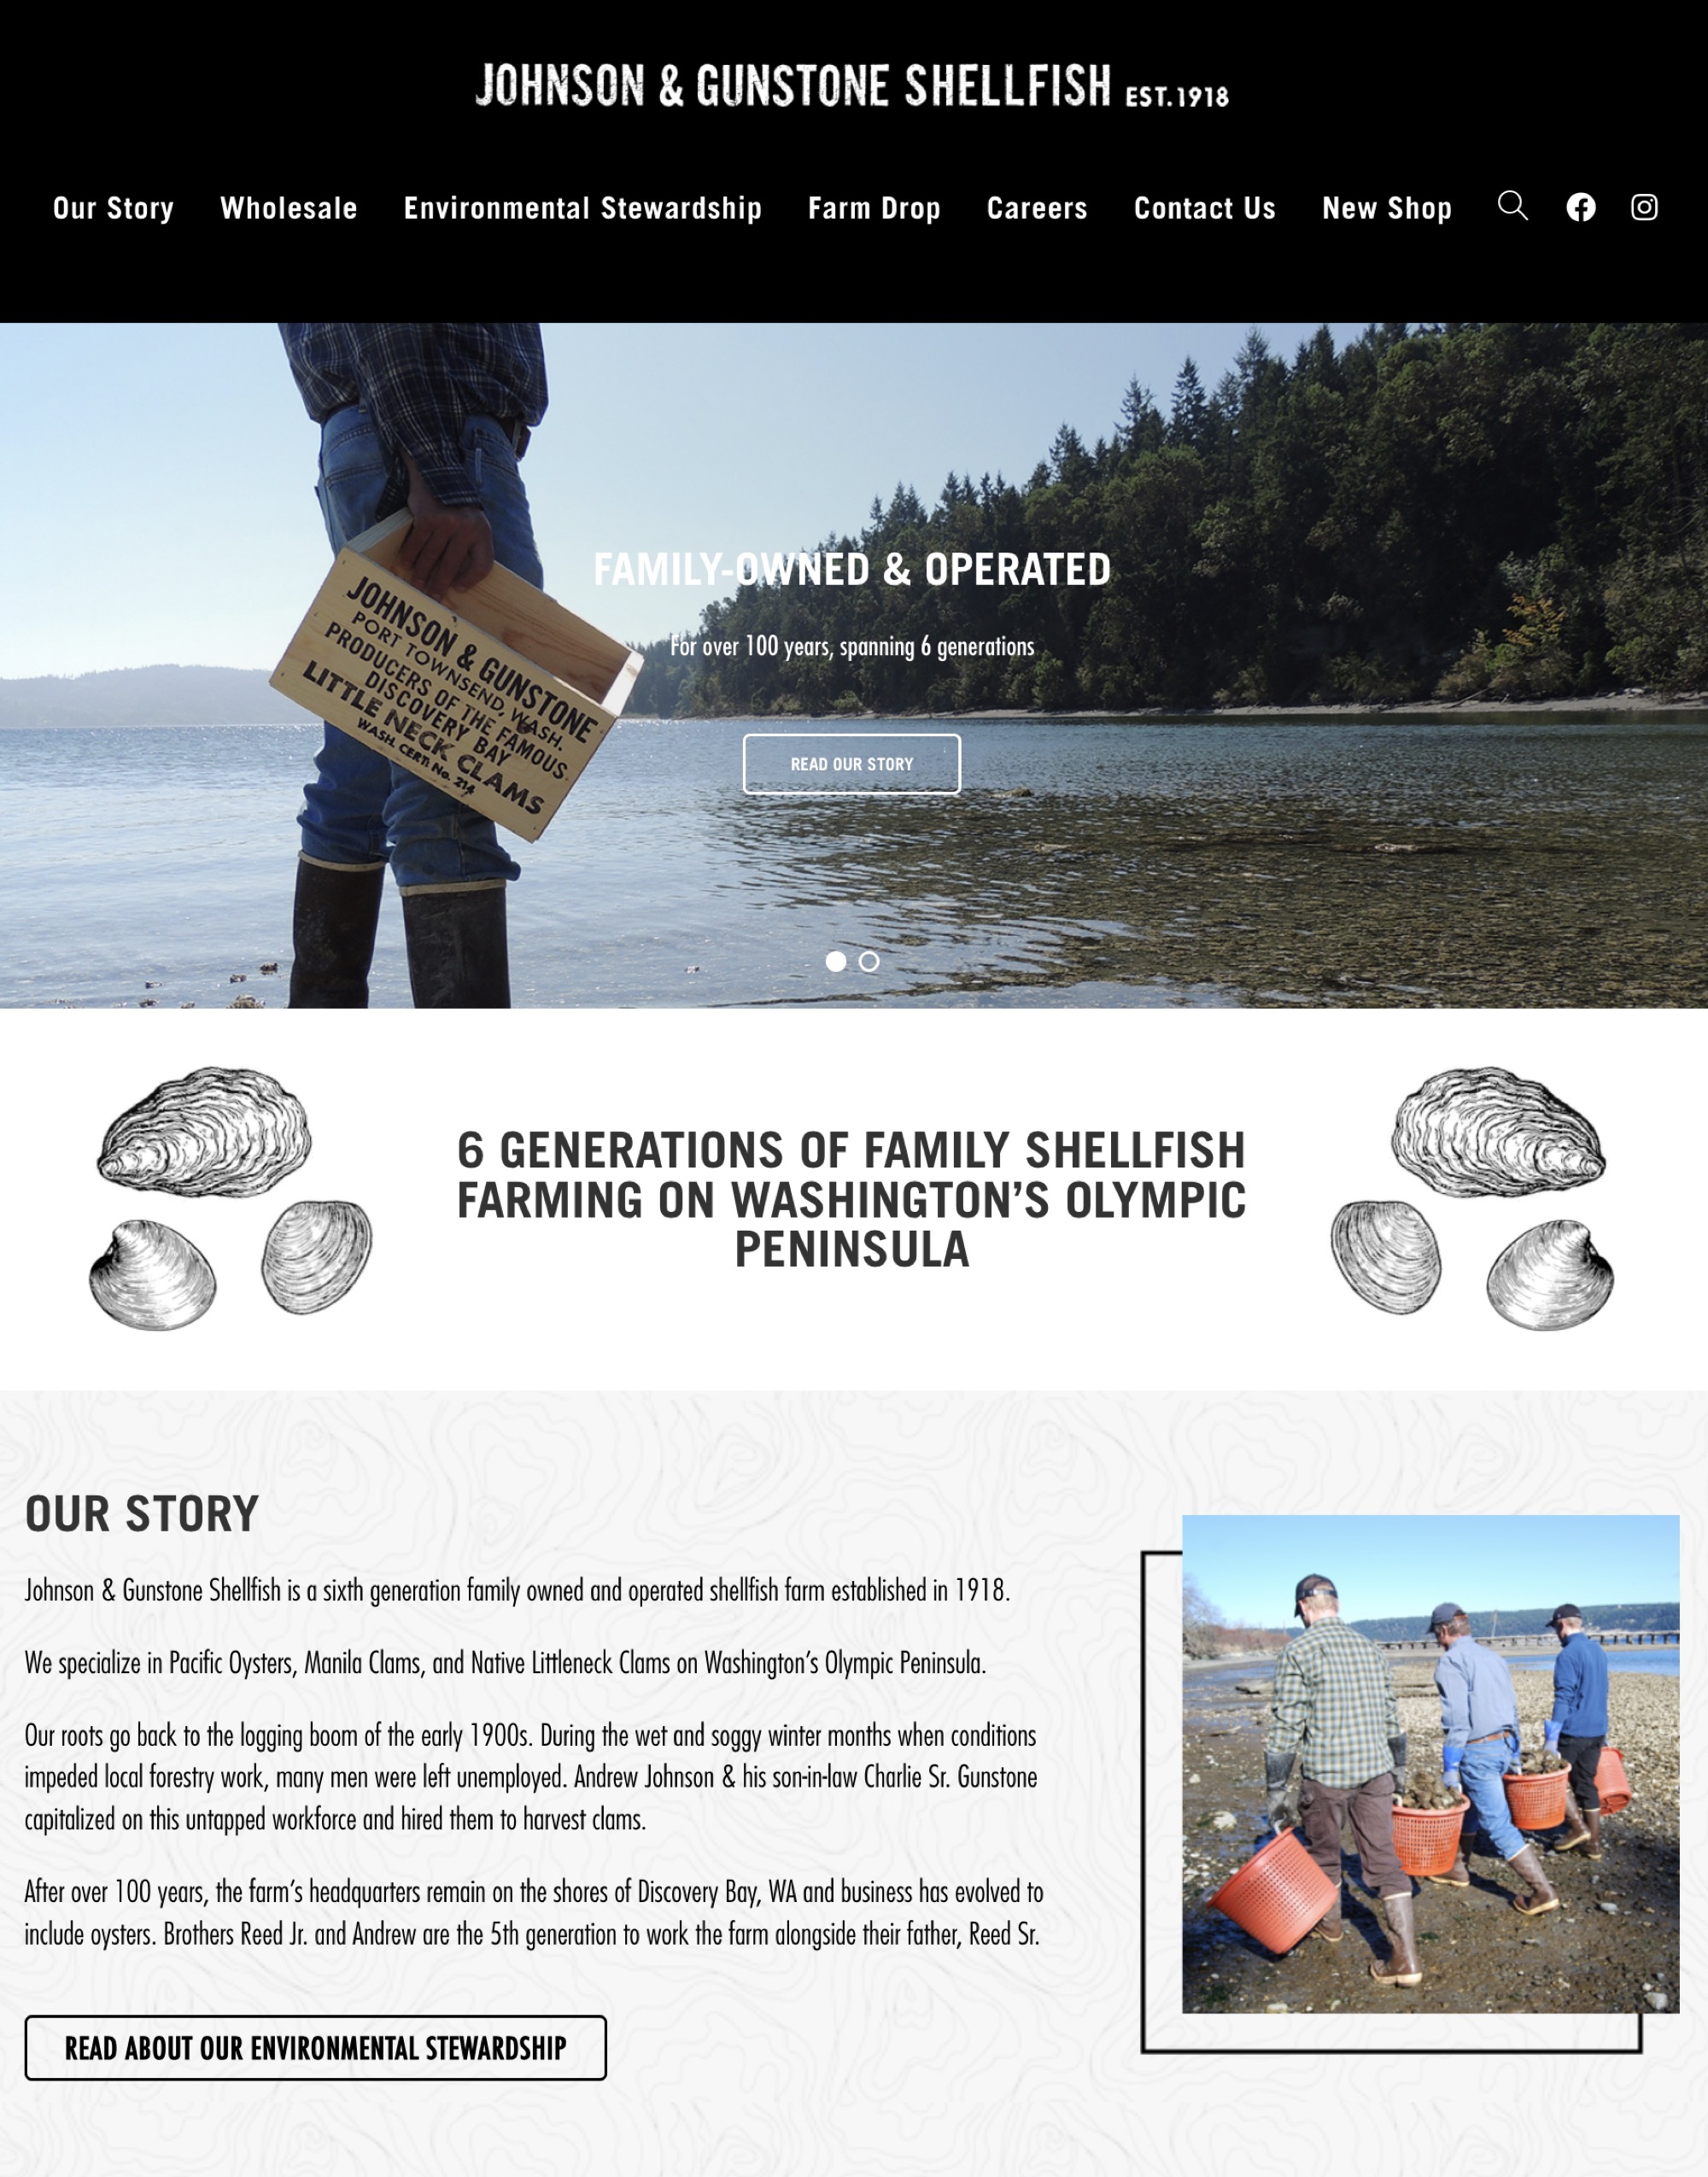 JOHNSON & GUNSTONE SHELLFISH EST. 1918
Our Story Wholesale Environmental Stewardship Farm Drop Careers Contact Us New Shop
JOHNSON & GUNSTONE
PORT TOWNSEND, WASH.
PRODUCERS OF THE FAMOUS
DISCOVERY BAY
LITTLE NECK CLAMS
WASH. CERT. No. 214
FAMILY-OWNED & OPERATED
For over 100 years, spanning 6 generations
READ OUR STORY
6 GENERATIONS OF FAMILY SHELLFISH
FARMING ON WASHINGTON’S OLYMPIC
PENINSULA
OUR STORY
Johnson & Gunstone Shellfish is a sixth generation family owned and operated shellfish farm established in 1918.
We specialize in Pacific Oysters, Manila Clams, and Native Littleneck Clams on Washington’s Olympic Peninsula.
Our roots go back to the logging boom of the early 1900s. During the wet and soggy winter months when conditions
impeded local forestry work, many men were left unemployed. Andrew Johnson & his son-in-law Charlie Sr. Gunstone
capitalized on this untapped workforce and hired them to harvest clams.
After over 100 years, the farm’s headquarters remain on the shores of Discovery Bay, WA and business has evolved to
include oysters. Brothers Reed Jr. and Andrew are the 5th generation to work the farm alongside their father, Reed Sr.
READ ABOUT OUR ENVIRONMENTAL STEWARDSHIP